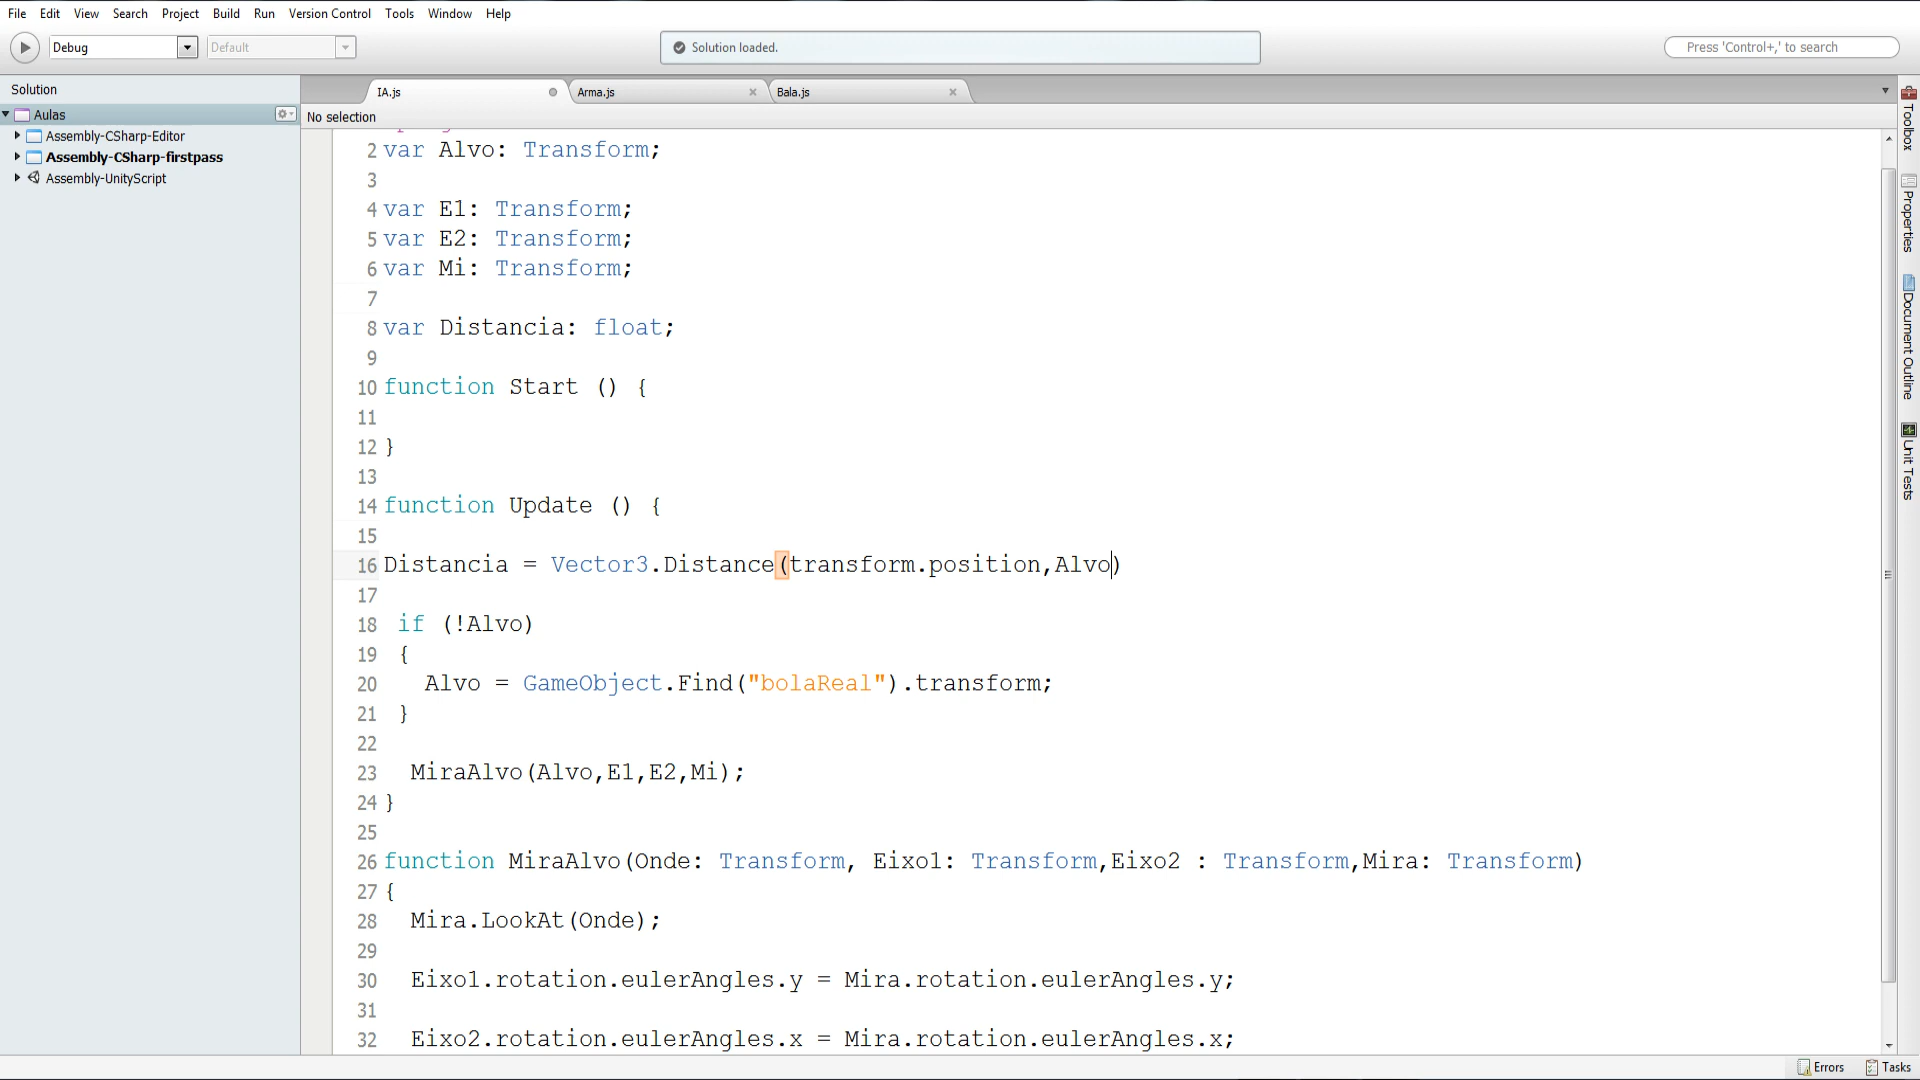 File Edit View Search Project Build Run Version Control Tools Window Help
Debug Default Solution loaded. Press 'Control+,' to search
Solution
Aulas
Assembly-CSharp-Editor
Assembly-CSharp-firstpass
Assembly-UnityScript
IA.js Arma.js Bala.js
No selection
2 var Alvo: Transform;
3
4 var E1: Transform;
5 var E2: Transform;
6 var Mi: Transform;
7
8 var Distancia: float;
9
10 function Start () {
11
12 }
13
14 function Update () {
15
16 Distancia = Vector3.Distance(transform.position,Alvo)
17
18 if (!Alvo)
19 {
20 Alvo = GameObject.Find("bolaReal").transform;
21 }
22
23 MiraAlvo(Alvo,E1,E2,Mi);
24 }
25
26 function MiraAlvo(Onde: Transform, Eixo1: Transform,Eixo2 : Transform,Mira: Transform)
27 {
28 Mira.LookAt(Onde);
29
30 Eixo1.rotation.eulerAngles.y = Mira.rotation.eulerAngles.y;
31
32 Eixo2.rotation.eulerAngles.x = Mira.rotation.eulerAngles.x;
Toolbox
Properties
Document Outline
Unit Tests
Errors Tasks